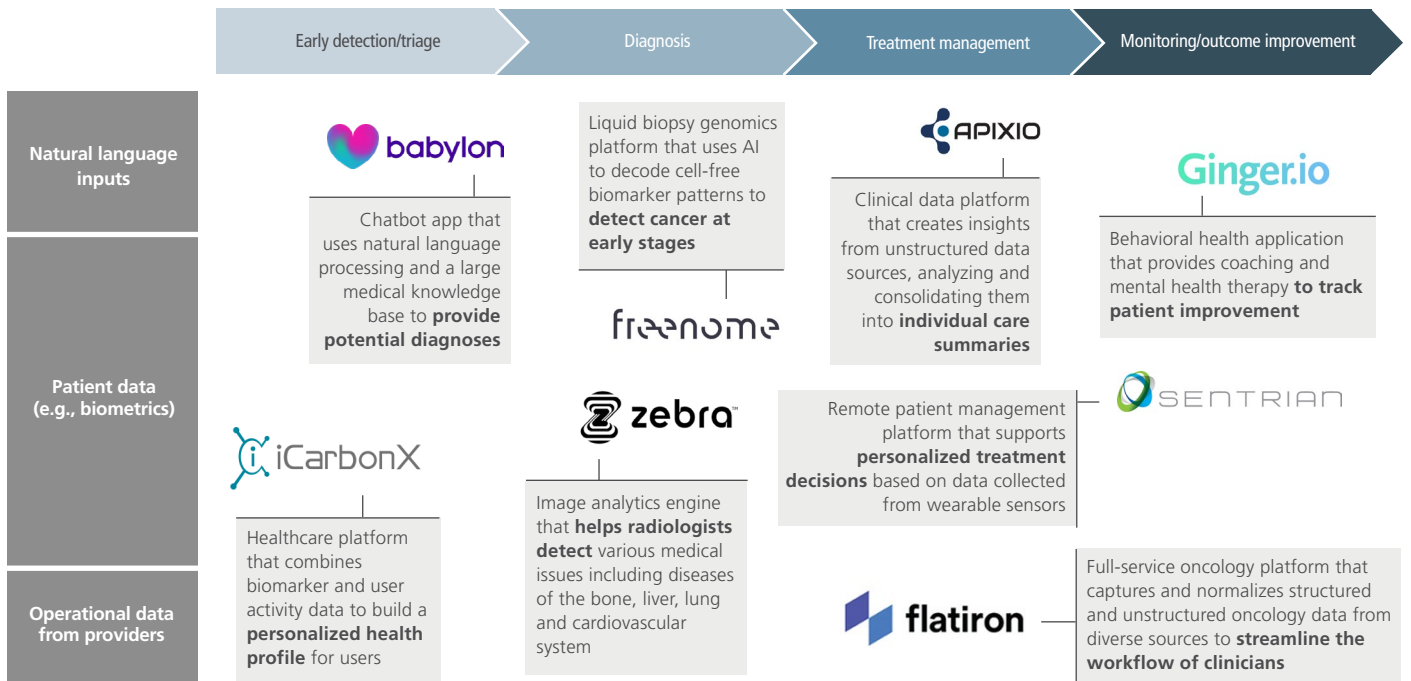 Early detection/triage
Diagnosis
Treatment management
Monitoring/outcome improvement
Natural language
inputs
Patient data
(e.g., biometrics)
Operational data
from providers
babylon
Chatbot app that
uses natural language
processing and a large
medical knowledge
base to provide
potential diagnoses
iCarbonX
Healthcare platform
that combines
biomarker and user
activity data to build a
personalized health
profile for users
Liquid biopsy genomics
platform that uses AI
to decode cell-free
biomarker patterns to
detect cancer at
early stages
freenome
zebra™
Image analytics engine
that helps radiologists
detect various medical
issues including diseases
of the bone, liver, lung
and cardiovascular
system
APIXIO
Clinical data platform
that creates insights
from unstructured data
sources, analyzing and
consolidating them
into individual care
summaries
Ginger.io
Behavioral health application
that provides coaching and
mental health therapy to track
patient improvement
SENTRIAN
Remote patient management
platform that supports
personalized treatment
decisions based on data collected
from wearable sensors
flatiron
Full-service oncology platform that
captures and normalizes structured
and unstructured oncology data from
diverse sources to streamline the
workflow of clinicians